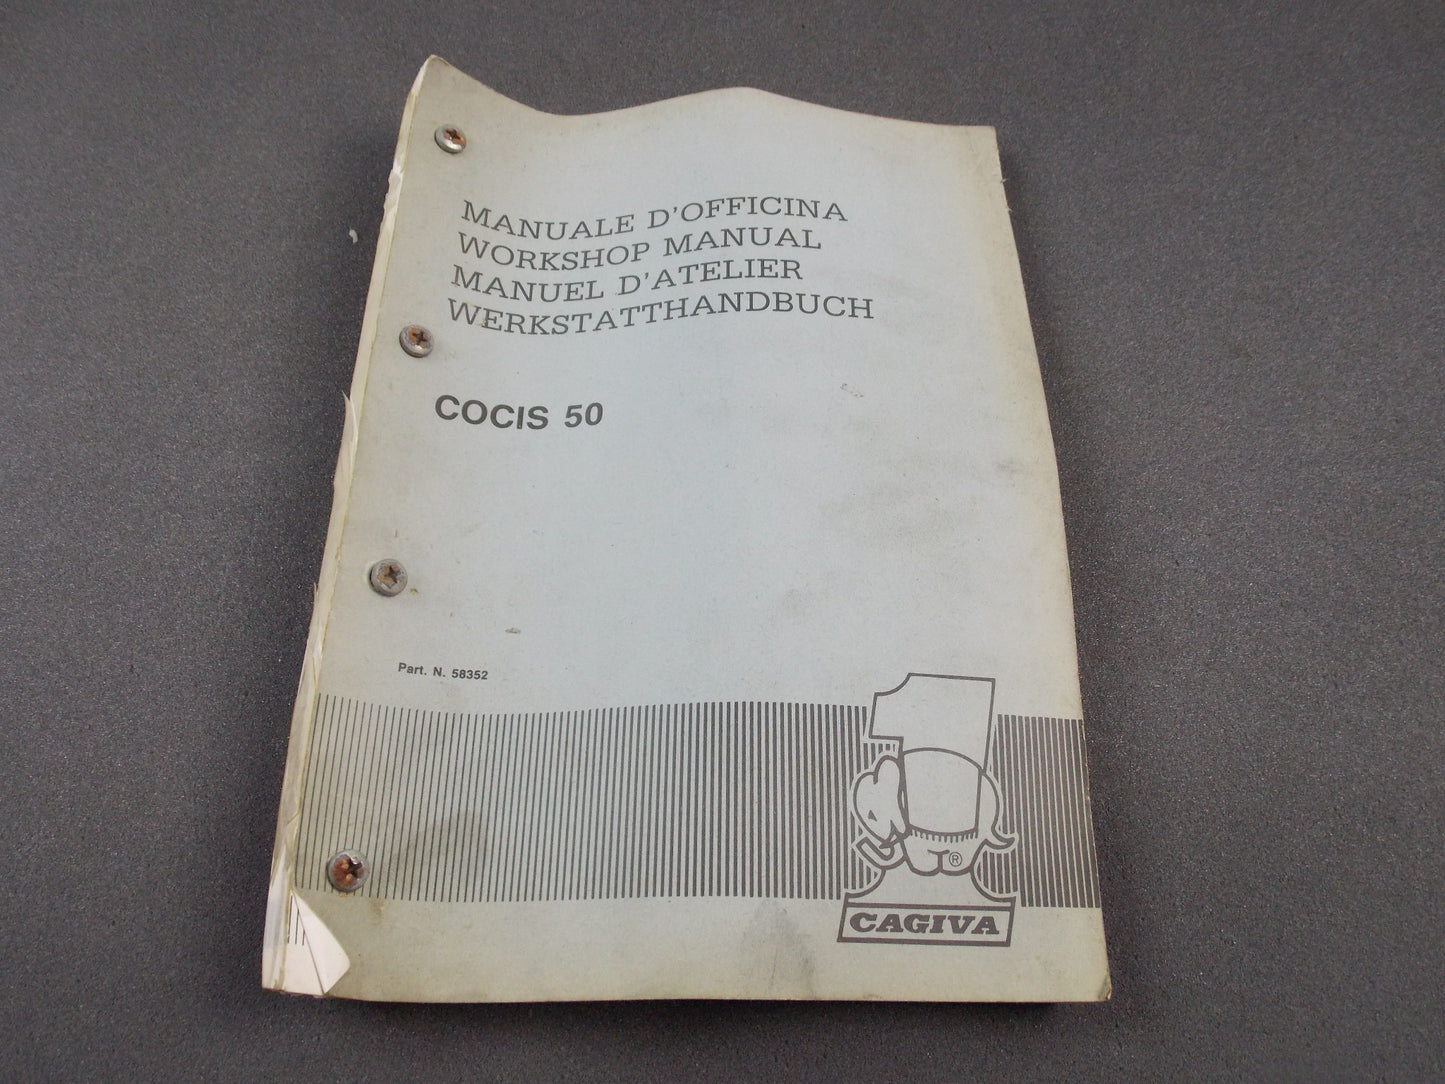 MANUALE D'OFFICINA
WORKSHOP MANUAL
MANUEL D'ATELIER
WERKSTATTHANDBUCH
COCIS 50
Part. N. 58352
1
®
CAGIVA